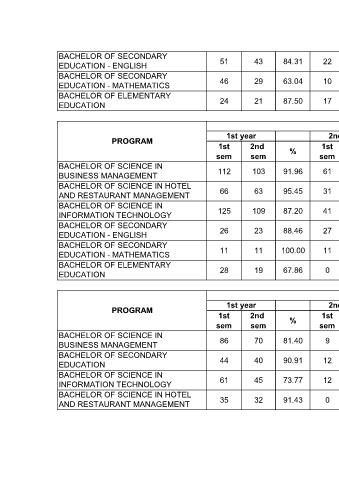 BACHELOR OF SECONDARY
EDUCATION - ENGLISH 51 43 84.31 22
BACHELOR OF SECONDARY
EDUCATION - MATHEMATICS 46 29 63.04 10
BACHELOR OF ELEMENTARY
EDUCATION 24 21 87.50 17
PROGRAM
1st year 2nd
1st sem 2nd sem % 1st sem
BACHELOR OF SCIENCE IN
BUSINESS MANAGEMENT 112 103 91.96 61
BACHELOR OF SCIENCE IN HOTEL
AND RESTAURANT MANAGEMENT 66 63 95.45 31
BACHELOR OF SCIENCE IN
INFORMATION TECHNOLOGY 125 109 87.20 41
BACHELOR OF SECONDARY
EDUCATION - ENGLISH 26 23 88.46 27
BACHELOR OF SECONDARY
EDUCATION - MATHEMATICS 11 11 100.00 11
BACHELOR OF ELEMENTARY
EDUCATION 28 19 67.86 0
PROGRAM
1st year 2nd
1st sem 2nd sem % 1st sem
BACHELOR OF SCIENCE IN
BUSINESS MANAGEMENT 86 70 81.40 9
BACHELOR OF SECONDARY
EDUCATION 44 40 90.91 12
BACHELOR OF SCIENCE IN
INFORMATION TECHNOLOGY 61 45 73.77 12
BACHELOR OF SCIENCE IN HOTEL
AND RESTAURANT MANAGEMENT 35 32 91.43 0